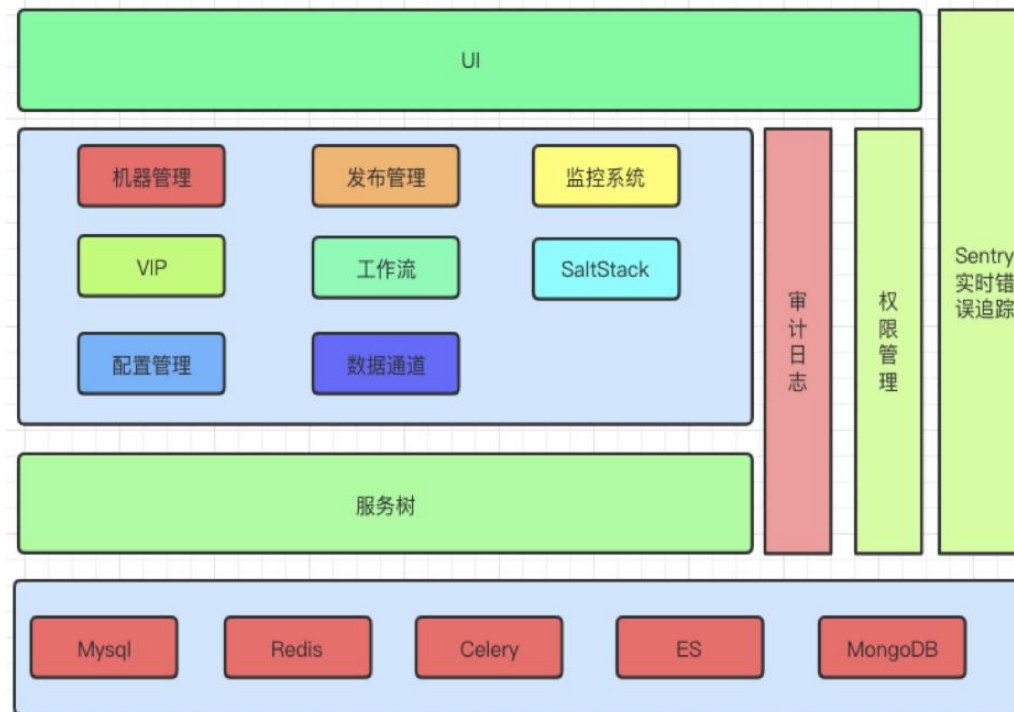 UI
机器管理
发布管理
监控系统
VIP
工作流
SaltStack
配置管理
数据通道
服务树
审
计
日
志
权
限
管
理
Sentry
实时错
误追踪
Mysql
Redis
Celery
ES
MongoDB